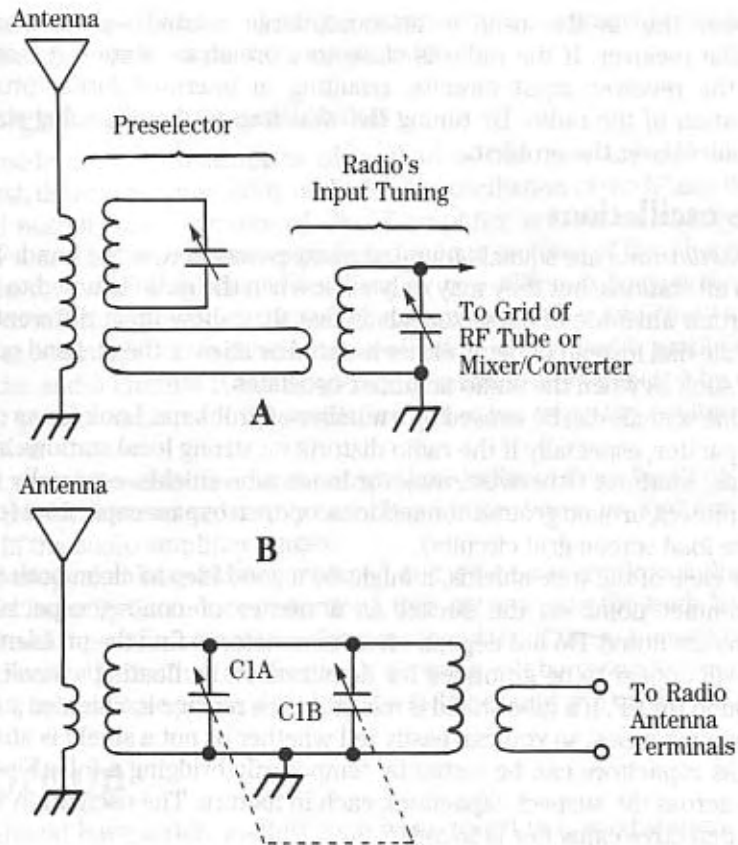 Antenna
Preselector
Radio's
Input Tuning
To Grid of
RF Tube or
Mixer/Converter
A
Antenna
B
C1A
C1B
To Radio
Antenna
Terminals